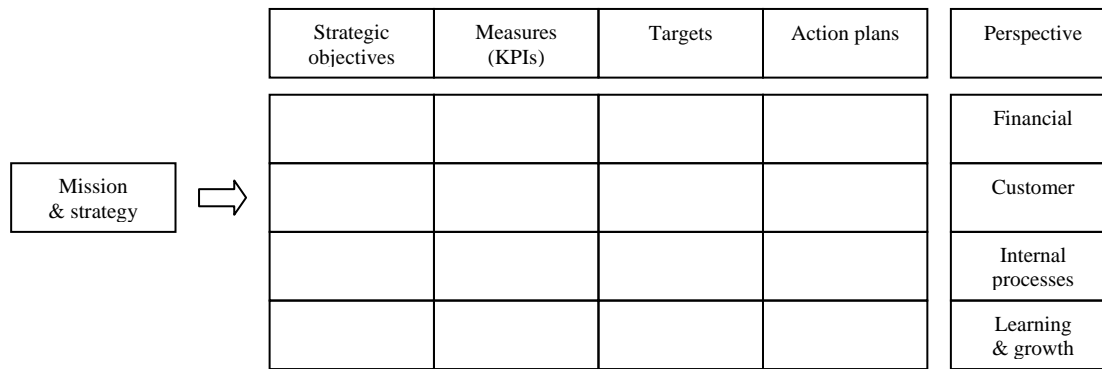 Strategic
objectives
Measures
(KPIs)
Targets
Action plans
Perspective
Financial
Mission
& strategy
Customer
Internal
processes
Learning
& growth